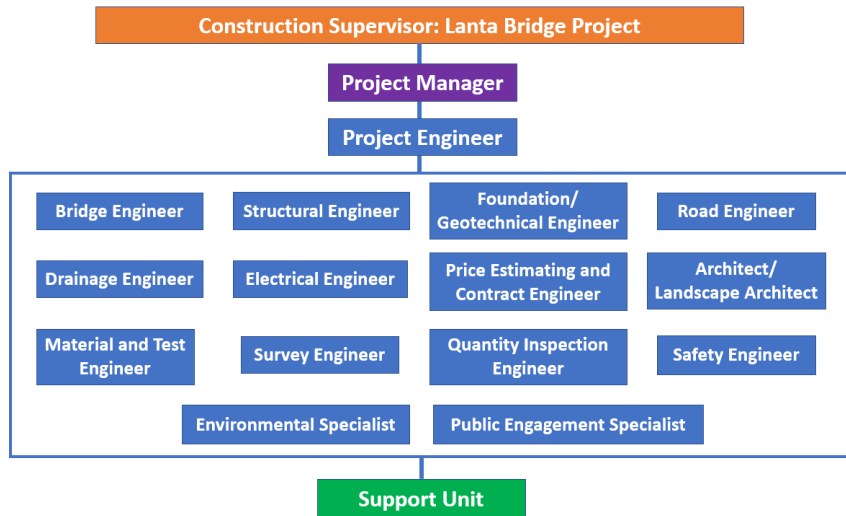 Construction Supervisor: Lanta Bridge Project
Project Manager
Project Engineer
Bridge Engineer
Structural Engineer
Foundation/
Geotechnical Engineer
Road Engineer
Drainage Engineer
Electrical Engineer
Price Estimating and
Contract Engineer
Architect/
Landscape Architect
Material and Test
Engineer
Survey Engineer
Quantity Inspection
Engineer
Safety Engineer
Environmental Specialist
Public Engagement Specialist
Support Unit